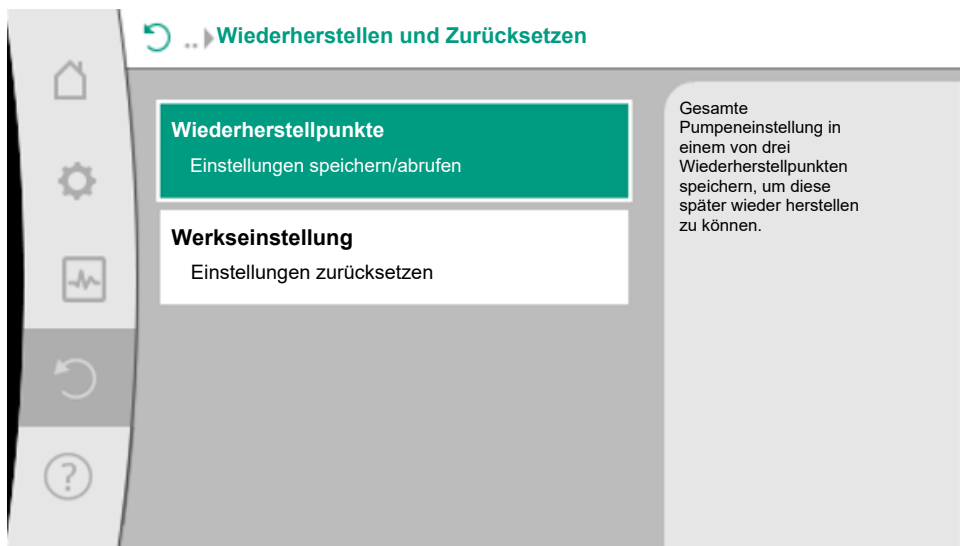 .. Wiederherstellen und Zurücksetzen
Wiederherstellpunkte
Einstellungen speichern/abrufen
Werkseinstellung
Einstellungen zurücksetzen
Gesamte
Pumpeneinstellung in
einem von drei
Wiederherstellpunkten
speichern, um diese
später wieder herstellen
zu können.
?